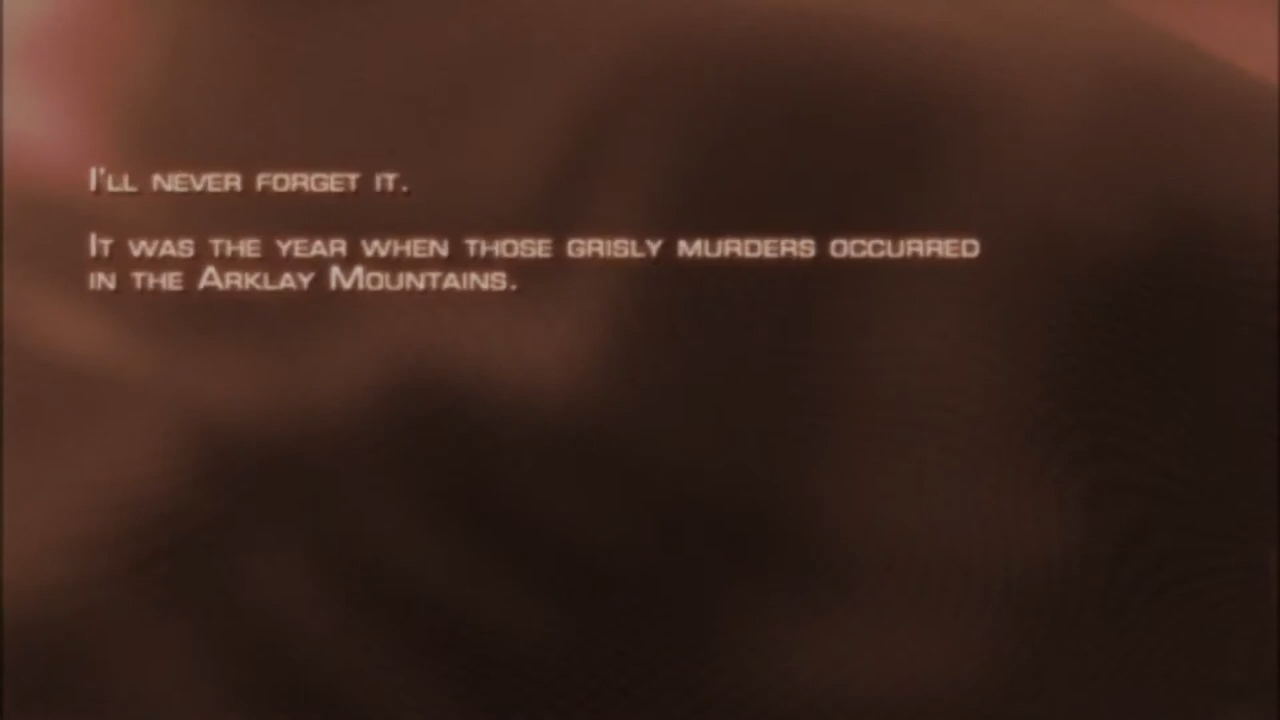 I'll never forget it.
It was the year when those grisly murders occurred
in the Arklay Mountains.